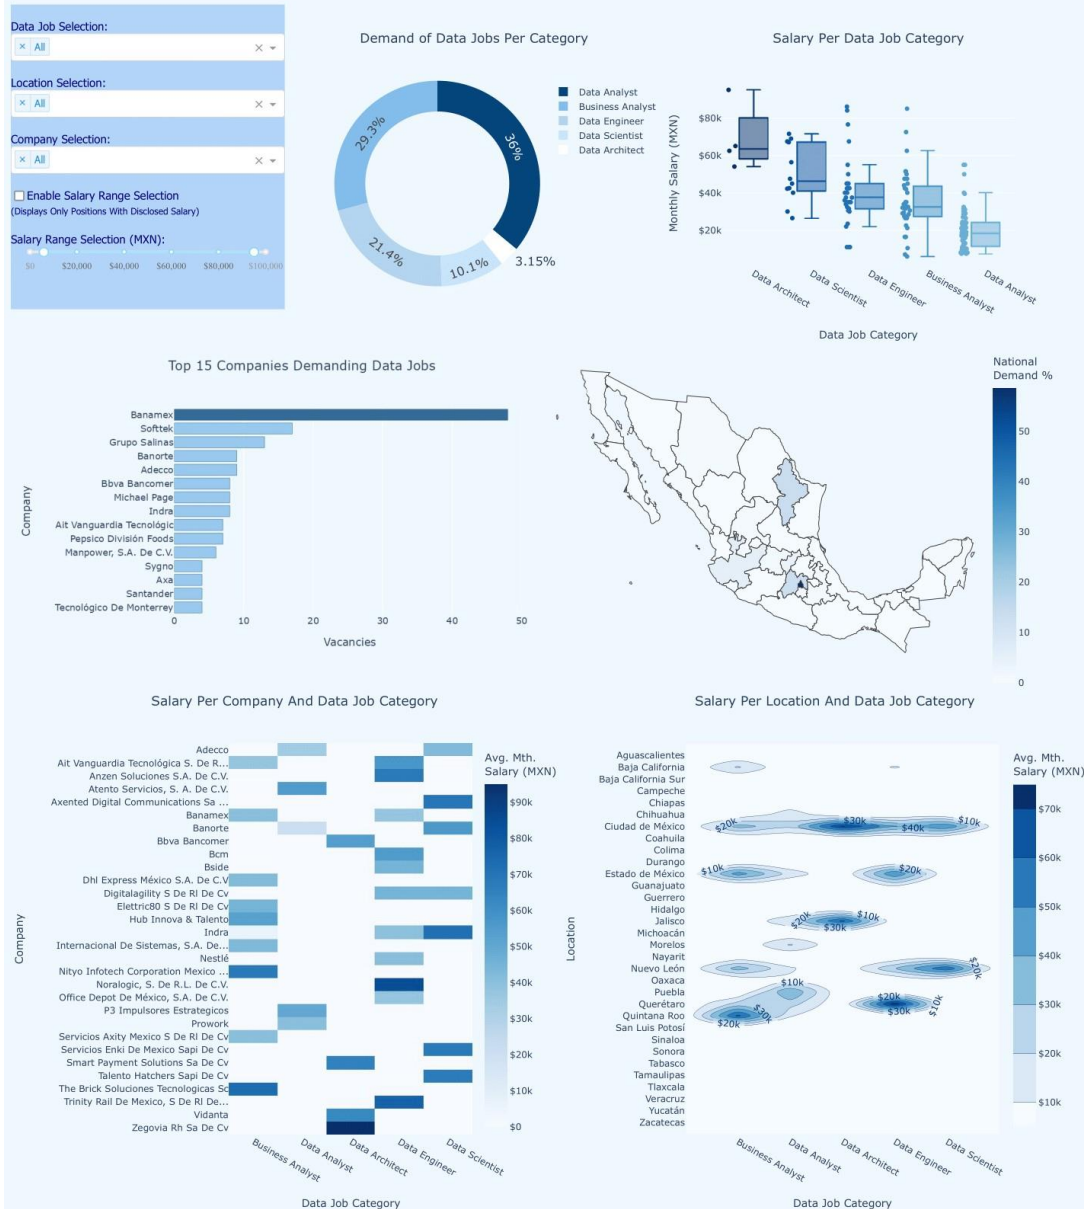 Data Job Selection:
× All
Location Selection:
× All
Company Selection:
× All
Enable Salary Range Selection
(Displays Only Positions With Disclosed Salary)
Salary Range Selection (MXN):
$0 $20,000 $40,000 $60,000 $80,000 $100,000
Demand of Data Jobs Per Category
36%
29.3%
21.4%
10.1%
3.15%
Data Analyst
Business Analyst
Data Engineer
Data Scientist
Data Architect
Salary Per Data Job Category
Monthly Salary (MXN)
$80k
$60k
$40k
$20k
Data Architect
Data Scientist
Data Engineer
Business Analyst
Data Analyst
Data Job Category
Top 15 Companies Demanding Data Jobs
Company
Banamex
Softtek
Grupo Salinas
Banorte
Adecco
Bbva Bancomer
Michael Page
Indra
Ait Vanguardia Tecnológic
Pepsico División Foods
Manpower, S.A. De C.V.
Sygno
Axa
Santander
Tecnológico De Monterrey
0 10 20 30 40 50
Vacancies
National
Demand %
50
40
30
20
10
0
Salary Per Company And Data Job Category
Company
Adecco
Ait Vanguardia Tecnológica S. De R...
Anzen Soluciones S.A. De C.V.
Atento Servicios, S. A. De C.V.
Axented Digital Communications Sa ...
Banamex
Banorte
Bbva Bancomer
Bcm
Bside
Dhl Express México S.A. De C.V
Digitalagility S De Rl De Cv
Elettric80 S De Rl De Cv
Hub Innova & Talento
Indra
Internacional De Sistemas, S.A. De...
Nestlé
Nityo Infotech Corporation Mexico ...
Noralogic, S. De R.L. De C.V.
Office Depot De México, S.A. De C.V.
P3 Impulsores Estrategicos
Prowork
Servicios Axity Mexico S De Rl De Cv
Servicios Enki De Mexico Sapi De Cv
Smart Payment Solutions Sa De Cv
Talento Hatchers Sapi De Cv
The Brick Soluciones Tecnologicas Sc
Trinity Rail De Mexico, S De Rl De...
Vidanta
Zegovia Rh Sa De Cv
Business Analyst
Data Analyst
Data Architect
Data Engineer
Data Scientist
Data Job Category
Avg. Mth.
Salary (MXN)
$90k
$80k
$70k
$60k
$50k
$40k
$30k
$20k
$10k
$0
Salary Per Location And Data Job Category
Location
Aguascalientes
Baja California
Baja California Sur
Campeche
Chiapas
Chihuahua
Ciudad de México
Coahuila
Colima
Durango
Estado de México
Guanajuato
Guerrero
Hidalgo
Jalisco
Michoacán
Morelos
Nayarit
Nuevo León
Oaxaca
Puebla
Querétaro
Quintana Roo
San Luis Potosí
Sinaloa
Sonora
Tabasco
Tamaulipas
Tlaxcala
Veracruz
Yucatán
Zacatecas
$20k $30k $40k $10k
$10k $20k
$20k $30k $10k
$20k
$10k
$20k $30k $10k
$20k $30k
Business Analyst
Data Analyst
Data Architect
Data Engineer
Data Scientist
Data Job Category
Avg. Mth.
Salary (MXN)
$70k
$60k
$50k
$40k
$30k
$20k
$10k